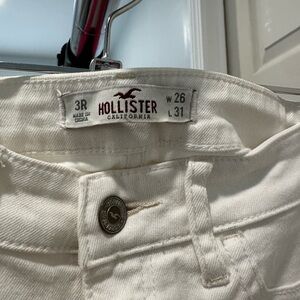 3R
MADE IN
CHINA
HOLLISTER
CALIFORNIA
W 26
L 31